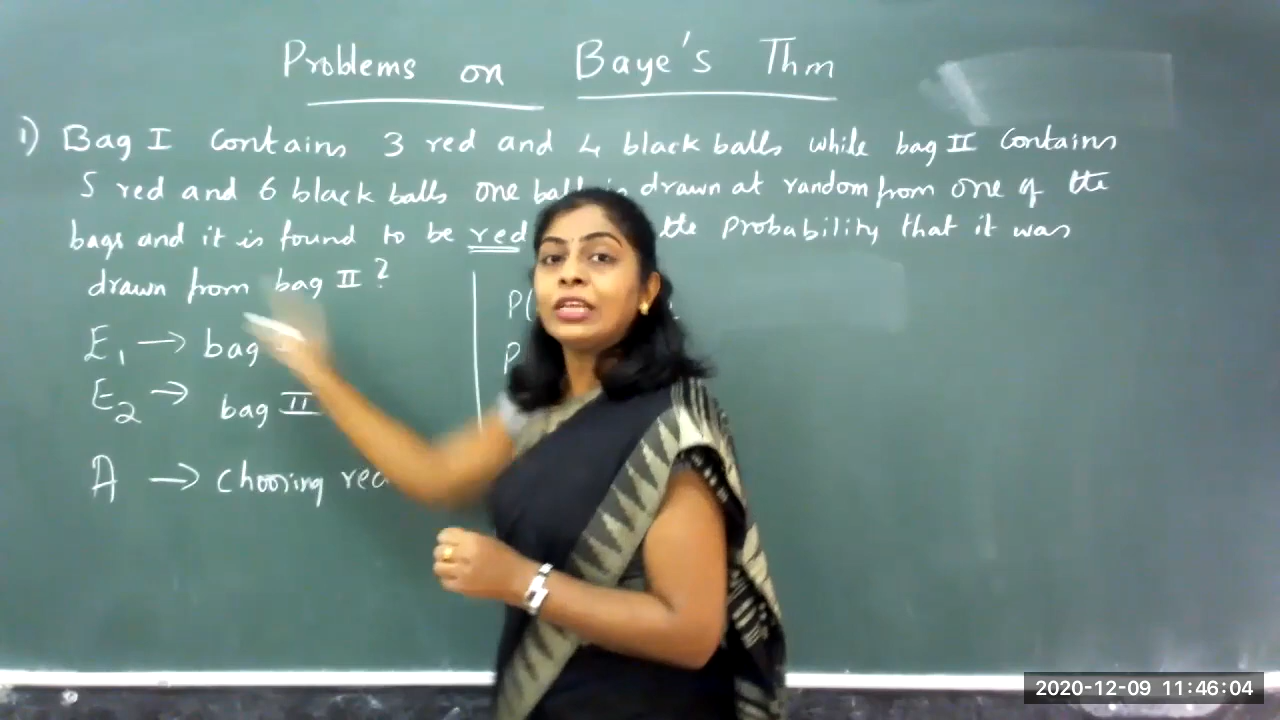 Problems on Baye's Thm
1) Bag I contains 3 red and 4 black balls while bag II contains
5 red and 6 black balls one drawn at random from one of the
bags and it is found to be red the probability that it was
drawn from bag II ?
E₁ → bag
P(
E₂ → bag II
P
A → choosing red
2020-12-09 11:46:04